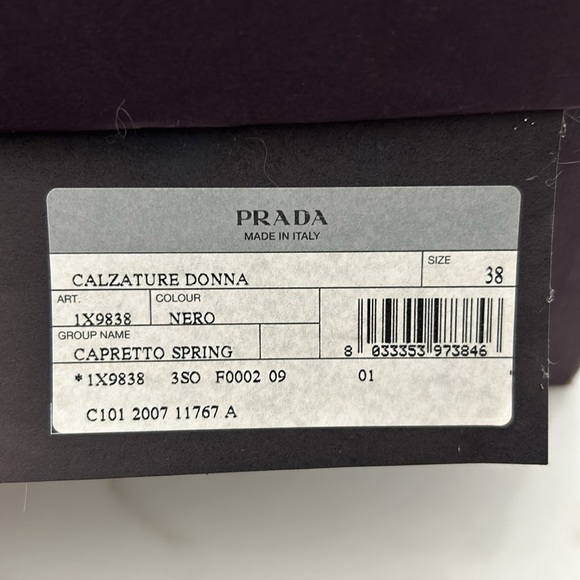 PRADA
MADE IN ITALY
CALZATURE DONNA
SIZE
38
ART.
1X9838
COLOUR
NERO
GROUP NAME
CAPRETTO SPRING
8 033353 973846
*1X9838 3SO F0002 09 01
C101 2007 11767 A